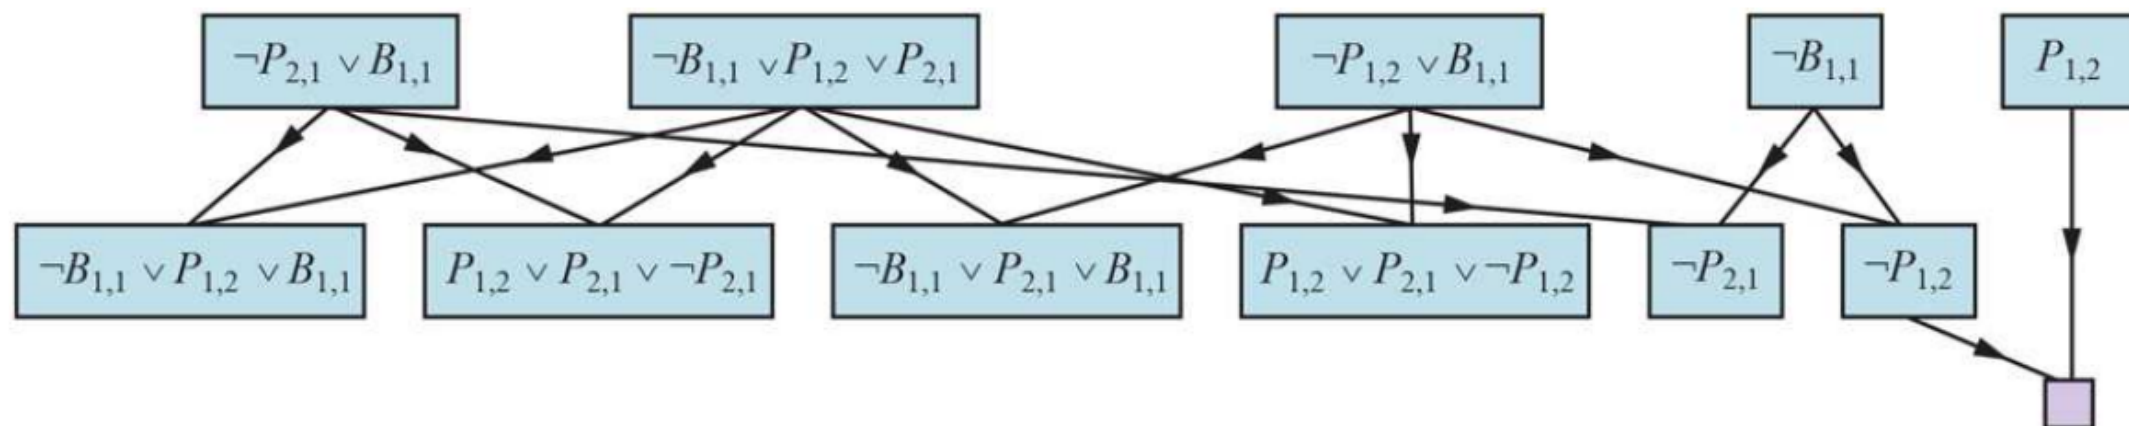 ¬P₂,₁ ∨ B₁,₁
¬B₁,₁ ∨ P₁,₂ ∨ P₂,₁
¬P₁,₂ ∨ B₁,₁
¬B₁,₁
P₁,₂
¬B₁,₁ ∨ P₁,₂ ∨ B₁,₁
P₁,₂ ∨ P₂,₁ ∨ ¬P₂,₁
¬B₁,₁ ∨ P₂,₁ ∨ B₁,₁
P₁,₂ ∨ P₂,₁ ∨ ¬P₁,₂
¬P₂,₁
¬P₁,₂